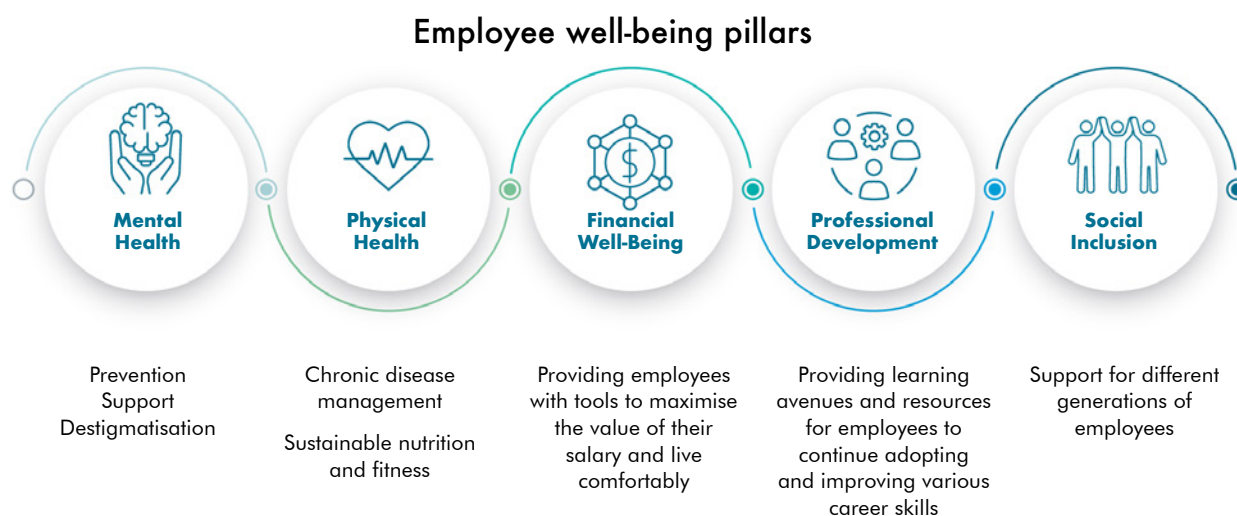 Employee well-being pillars
Mental
Health
Physical
Health
Financial
Well-Being
$
Professional
Development
Social
Inclusion
Prevention
Support
Destigmatisation
Chronic disease
management
Sustainable nutrition
and fitness
Providing employees
with tools to maximise
the value of their
salary and live
comfortably
Providing learning
avenues and resources
for employees to
continue adopting
and improving various
career skills
Support for different
generations of
employees